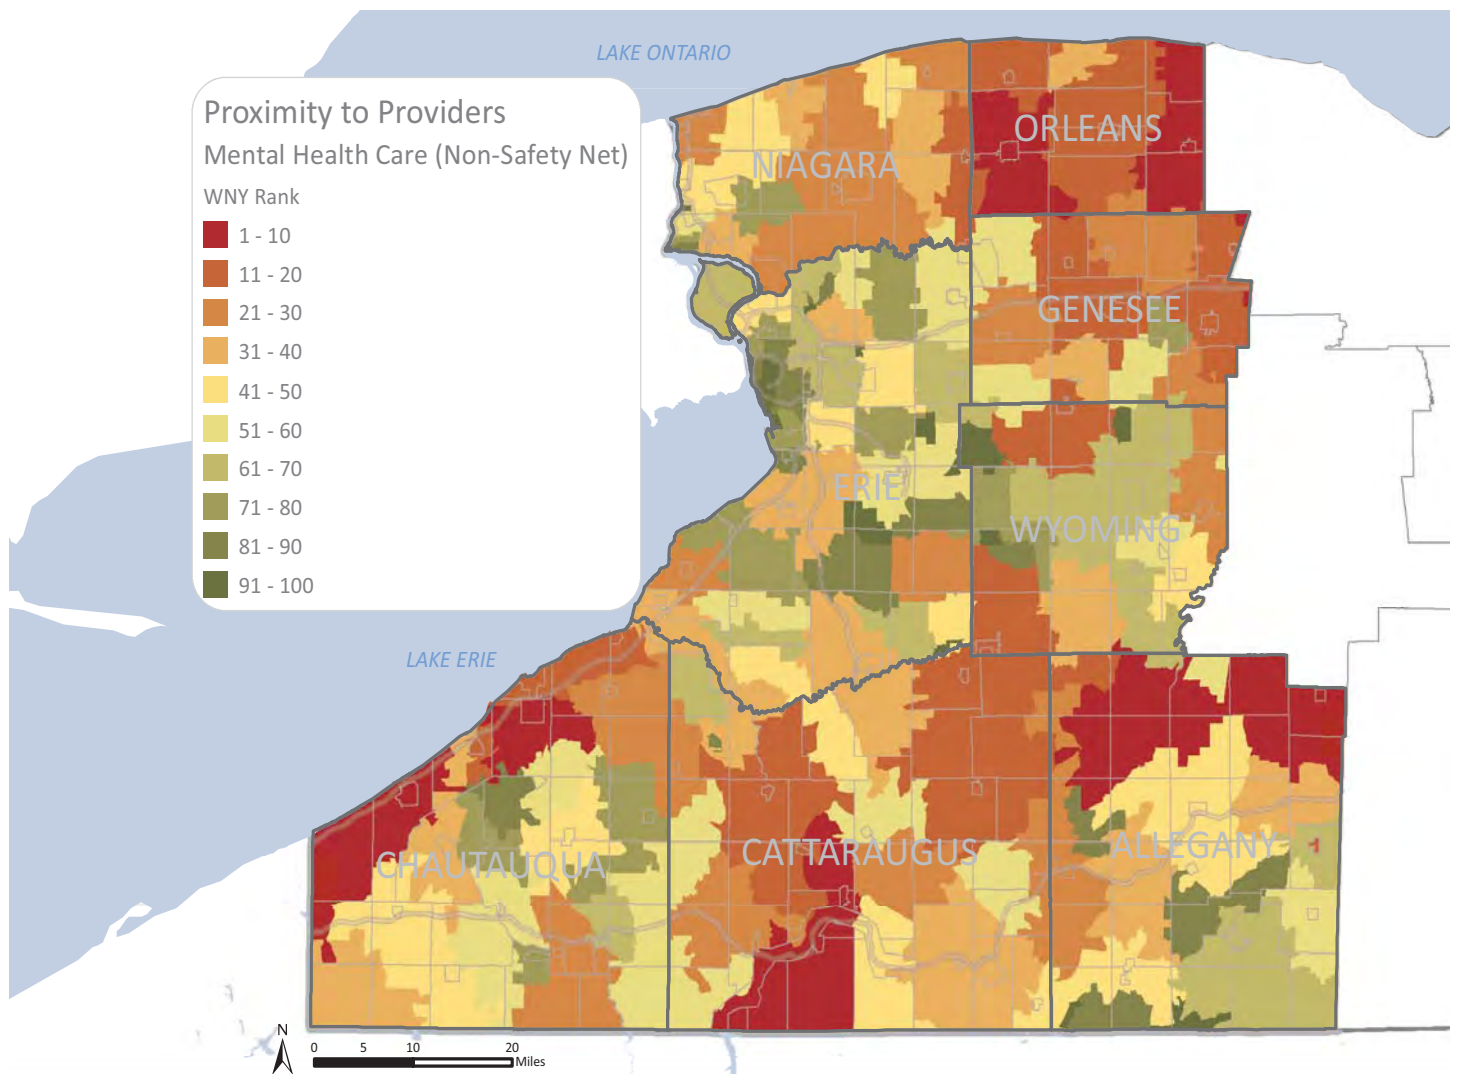 LAKE ONTARIO
Proximity to Providers
Mental Health Care (Non-Safety Net)
WNY Rank
1 - 10
11 - 20
21 - 30
31 - 40
41 - 50
51 - 60
61 - 70
71 - 80
81 - 90
91 - 100
ORLEANS
NIAGARA
GENESEE
ERIE
WYOMING
LAKE ERIE
CHAUTAUQUA
CATTARAUGUS
ALLEGANY
N
0 5 10 20
Miles